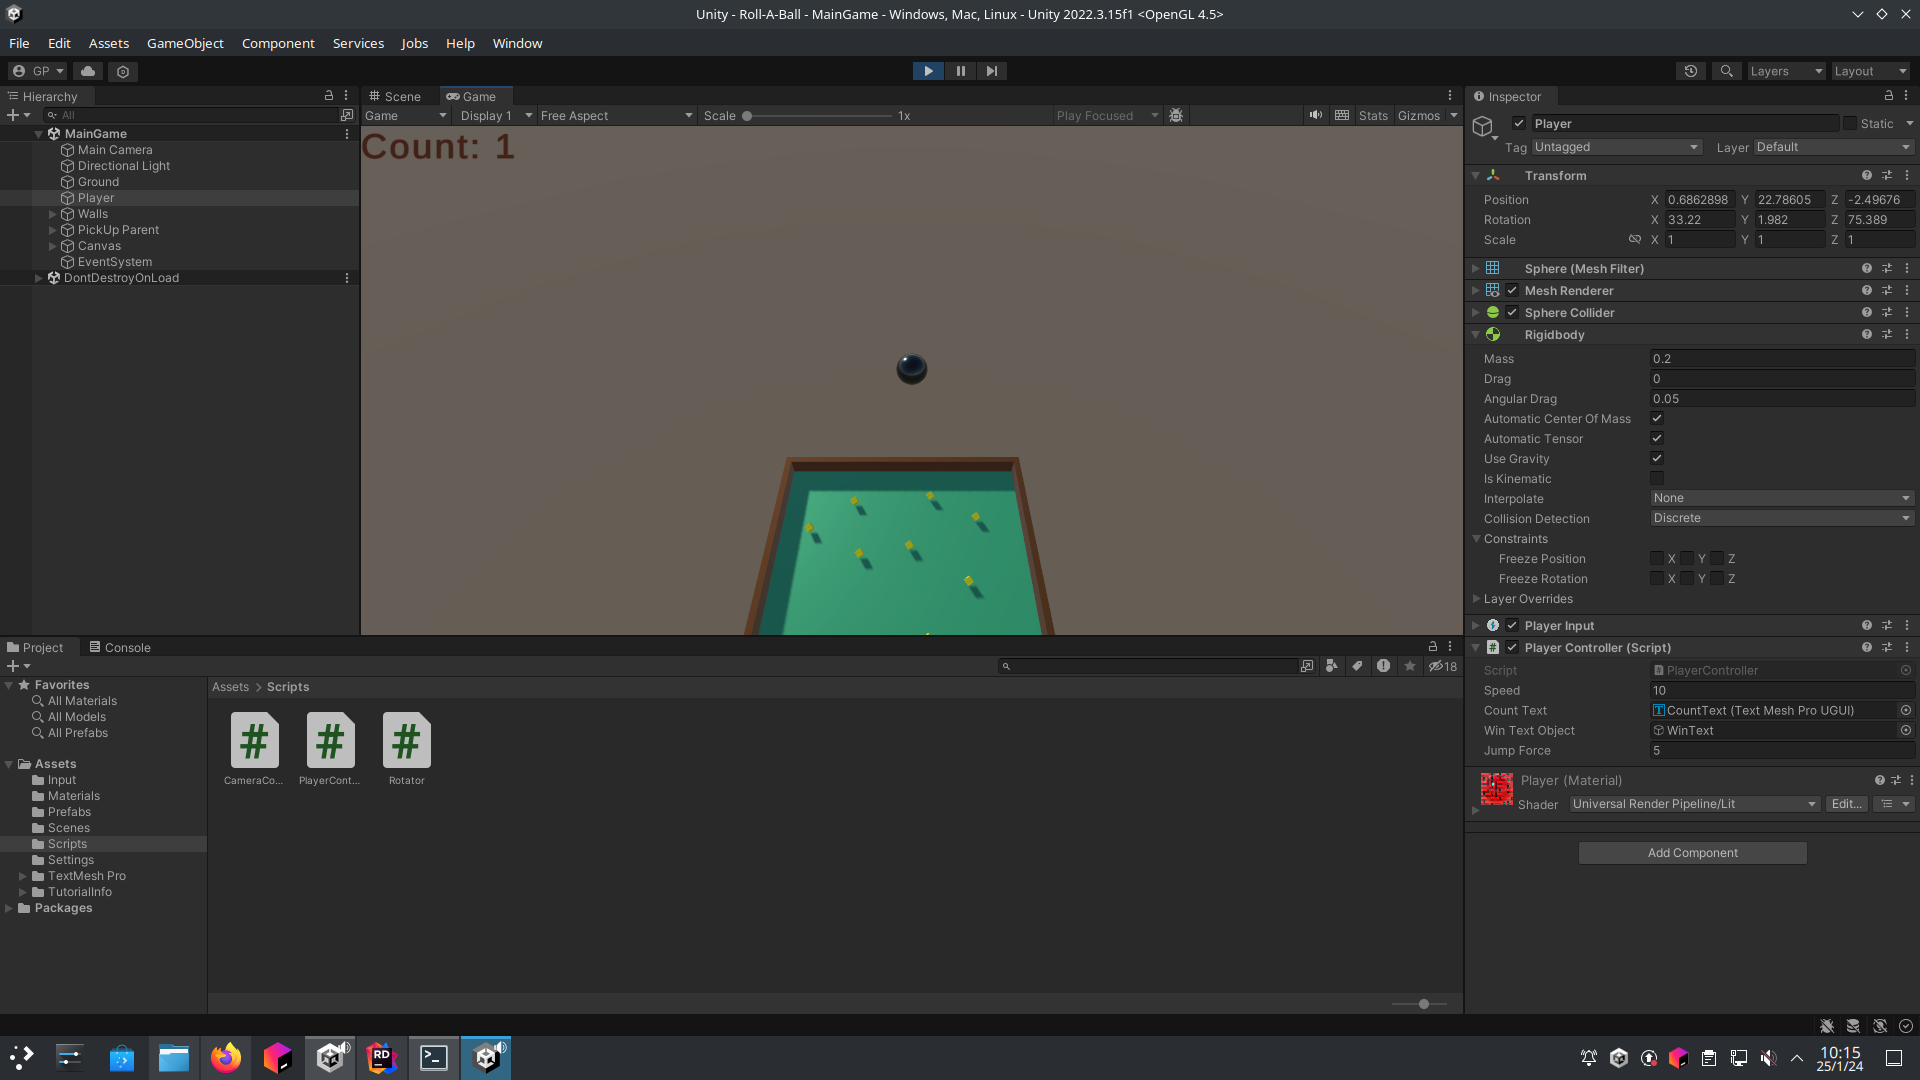 Unity - Roll-A-Ball - MainGame - Windows, Mac, Linux - Unity 2022.3.15f1 <OpenGL 4.5>
File Edit Assets GameObject Component Services Jobs Help Window
GP
Layers Layout
Hierarchy
All
MainGame
Main Camera
Directional Light
Ground
Player
Walls
PickUp Parent
Canvas
EventSystem
DontDestroyOnLoad
Scene Game
Game Display 1 Free Aspect Scale 1x Play Focused Stats Gizmos
Count: 1
Inspector
Player Static
Tag Untagged Layer Default
Transform
Position X 0.6862898 Y 22.78605 Z -2.49676
Rotation X 33.22 Y 1.982 Z 75.389
Scale X 1 Y 1 Z 1
Sphere (Mesh Filter)
Mesh Renderer
Sphere Collider
Rigidbody
Mass 0.2
Drag 0
Angular Drag 0.05
Automatic Center Of Mass
Automatic Tensor
Use Gravity
Is Kinematic
Interpolate None
Collision Detection Discrete
Constraints
Freeze Position X Y Z
Freeze Rotation X Y Z
Layer Overrides
Player Input
Player Controller (Script)
Script PlayerController
Speed 10
Count Text CountText (Text Mesh Pro UGUI)
Win Text Object WinText
Jump Force 5
Player (Material)
Shader Universal Render Pipeline/Lit Edit...
Add Component
Project Console
18
Favorites
All Materials
All Models
All Prefabs
Assets
Input
Materials
Prefabs
Scenes
Scripts
Settings
TextMesh Pro
TutorialInfo
Packages
Assets > Scripts
CameraCo... PlayerCont... Rotator
RD
10:15
25/1/24